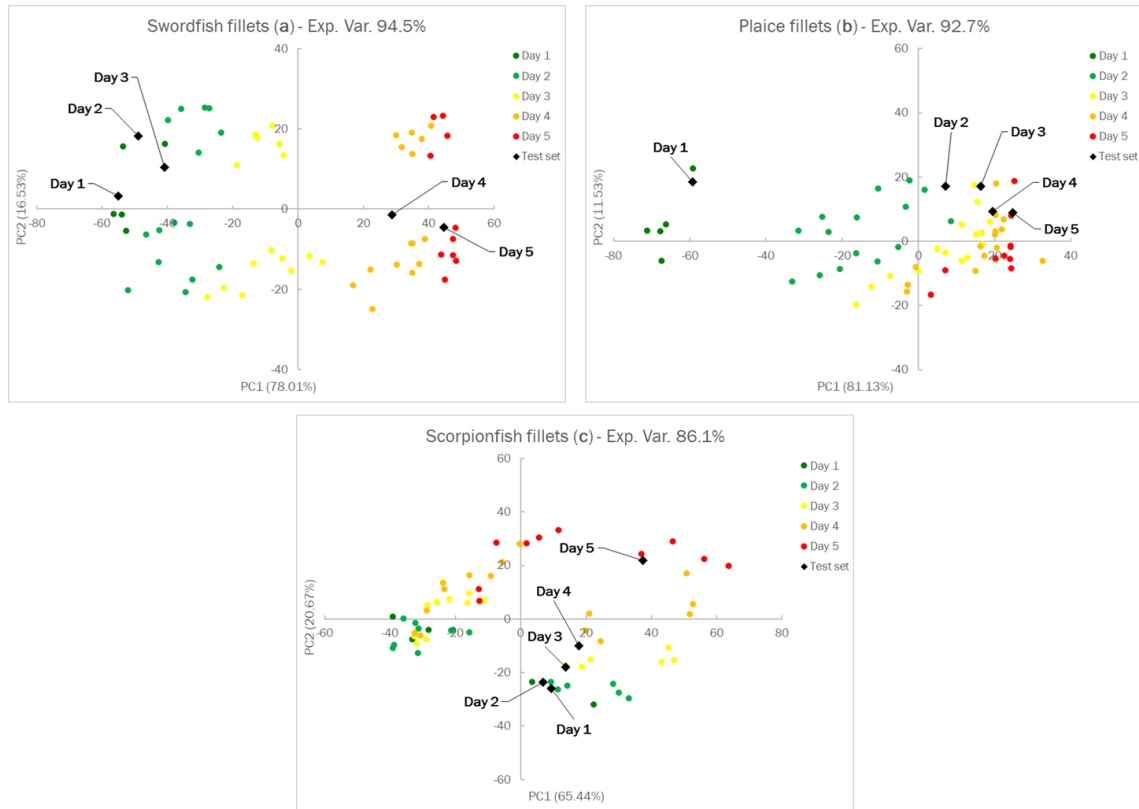 Swordfish fillets (a) - Exp. Var. 94.5%
40
20
0
-20
-40
-80
-60
-40
-20
0
20
40
60
PC2 (16.53%)
PC1 (78.01%)
Day 3
Day 2
Day 1
Day 4
Day 5
Day 1
Day 2
Day 3
Day 4
Day 5
Test set
Plaice fillets (b) - Exp. Var. 92.7%
60
40
20
0
-20
-40
-80
-60
-40
-20
0
20
40
PC2 (11.53%)
PC1 (81.13%)
Day 1
Day 2
Day 3
Day 4
Day 5
Day 1
Day 2
Day 3
Day 4
Day 5
Test set
Scorpionfish fillets (c) - Exp. Var. 86.1%
60
40
20
0
-20
-40
-60
-60
-40
-20
0
20
40
60
80
PC2 (20.67%)
PC1 (65.44%)
Day 5
Day 4
Day 3
Day 2
Day 1
Day 1
Day 2
Day 3
Day 4
Day 5
Test set